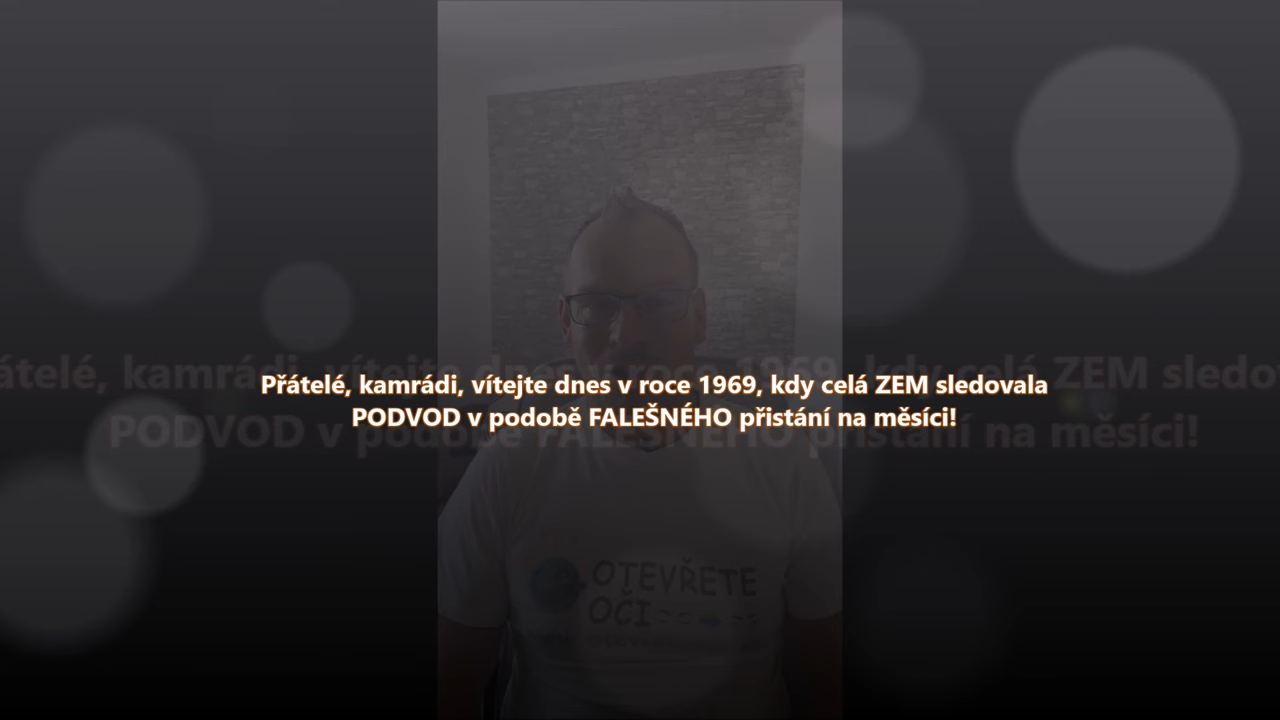 Přátelé, kamrádi, vítejte dnes v roce 1969, kdy celá ZEM sledovala
PODVOD v podobě FALEŠNÉHO přistání na měsíci!
OTEVŘETE
OČI